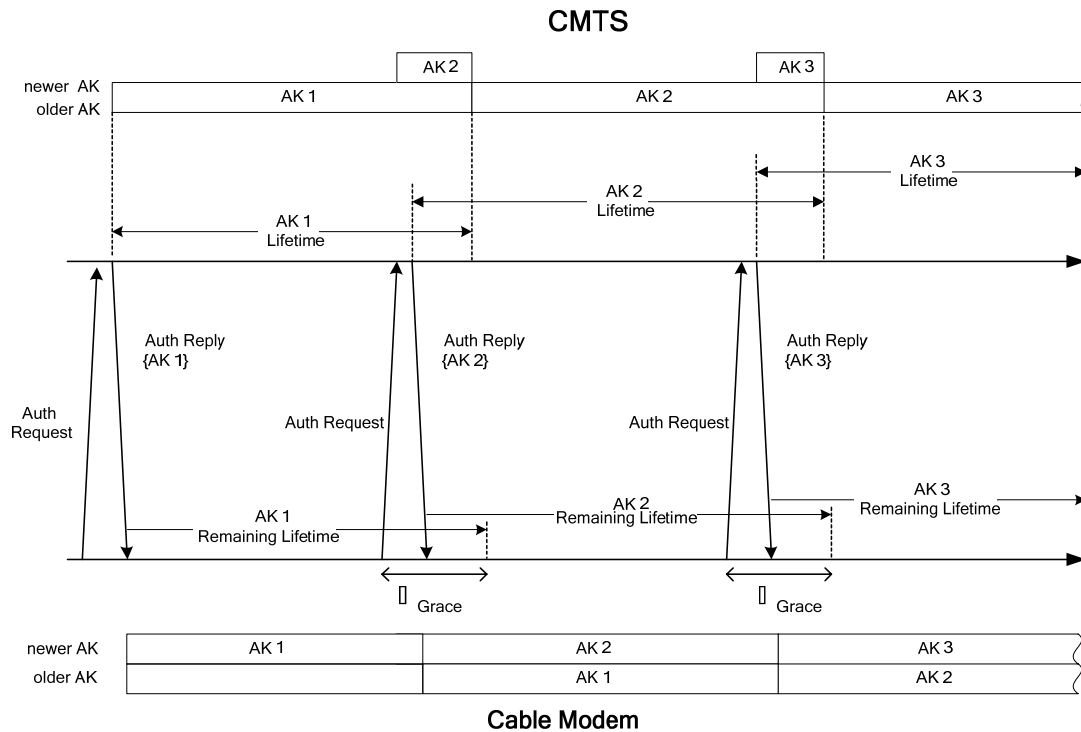 CMTS
AK 2
AK 3
newer AK
older AK
AK 1
AK 2
AK 3
AK 3
Lifetime
AK 2
Lifetime
AK 1
Lifetime
Auth Reply
{AK 1}
Auth Reply
{AK 2}
Auth Reply
{AK 3}
Auth
Request
Auth Request
Auth Request
AK 1
Remaining Lifetime
AK 2
Remaining Lifetime
AK 3
Remaining Lifetime
Grace
Grace
newer AK
AK 1
AK 2
AK 3
older AK
AK 1
AK 2
Cable Modem